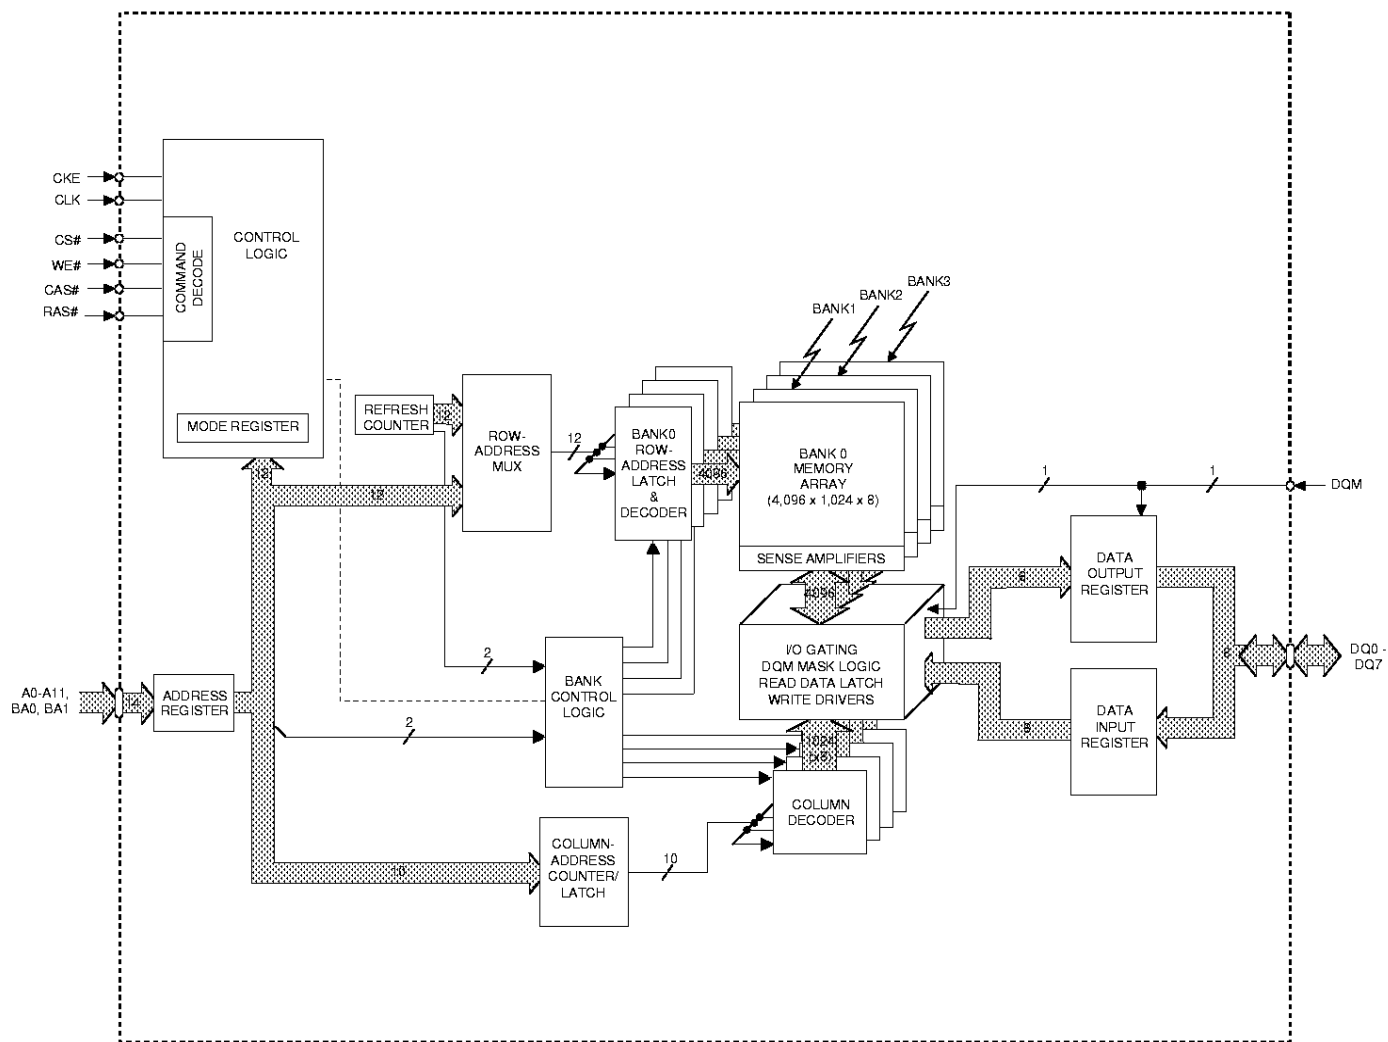 CKE
CLK
CS#
WE#
CAS#
RAS#
COMMAND
DECODE
CONTROL
LOGIC
MODE REGISTER
BANK1
BANK2
BANK3
REFRESH
COUNTER
12
ROW-
ADDRESS
MUX
12
12
BANK0
ROW-
ADDRESS
LATCH
&
DECODER
4096
BANK 0
MEMORY
ARRAY
(4,096 x 1,024 x 8)
SENSE AMPLIFIERS
4096
1
1
DQM
DATA
OUTPUT
REGISTER
8
I/O GATING
DQM MASK LOGIC
READ DATA LATCH
WRITE DRIVERS
8
DQ0 -
DQ7
DATA
INPUT
REGISTER
8
A0-A11,
BA0, BA1
14
ADDRESS
REGISTER
2
2
BANK
CONTROL
LOGIC
1024
(x8)
COLUMN
DECODER
COLUMN-
ADDRESS
COUNTER/
LATCH
10
10